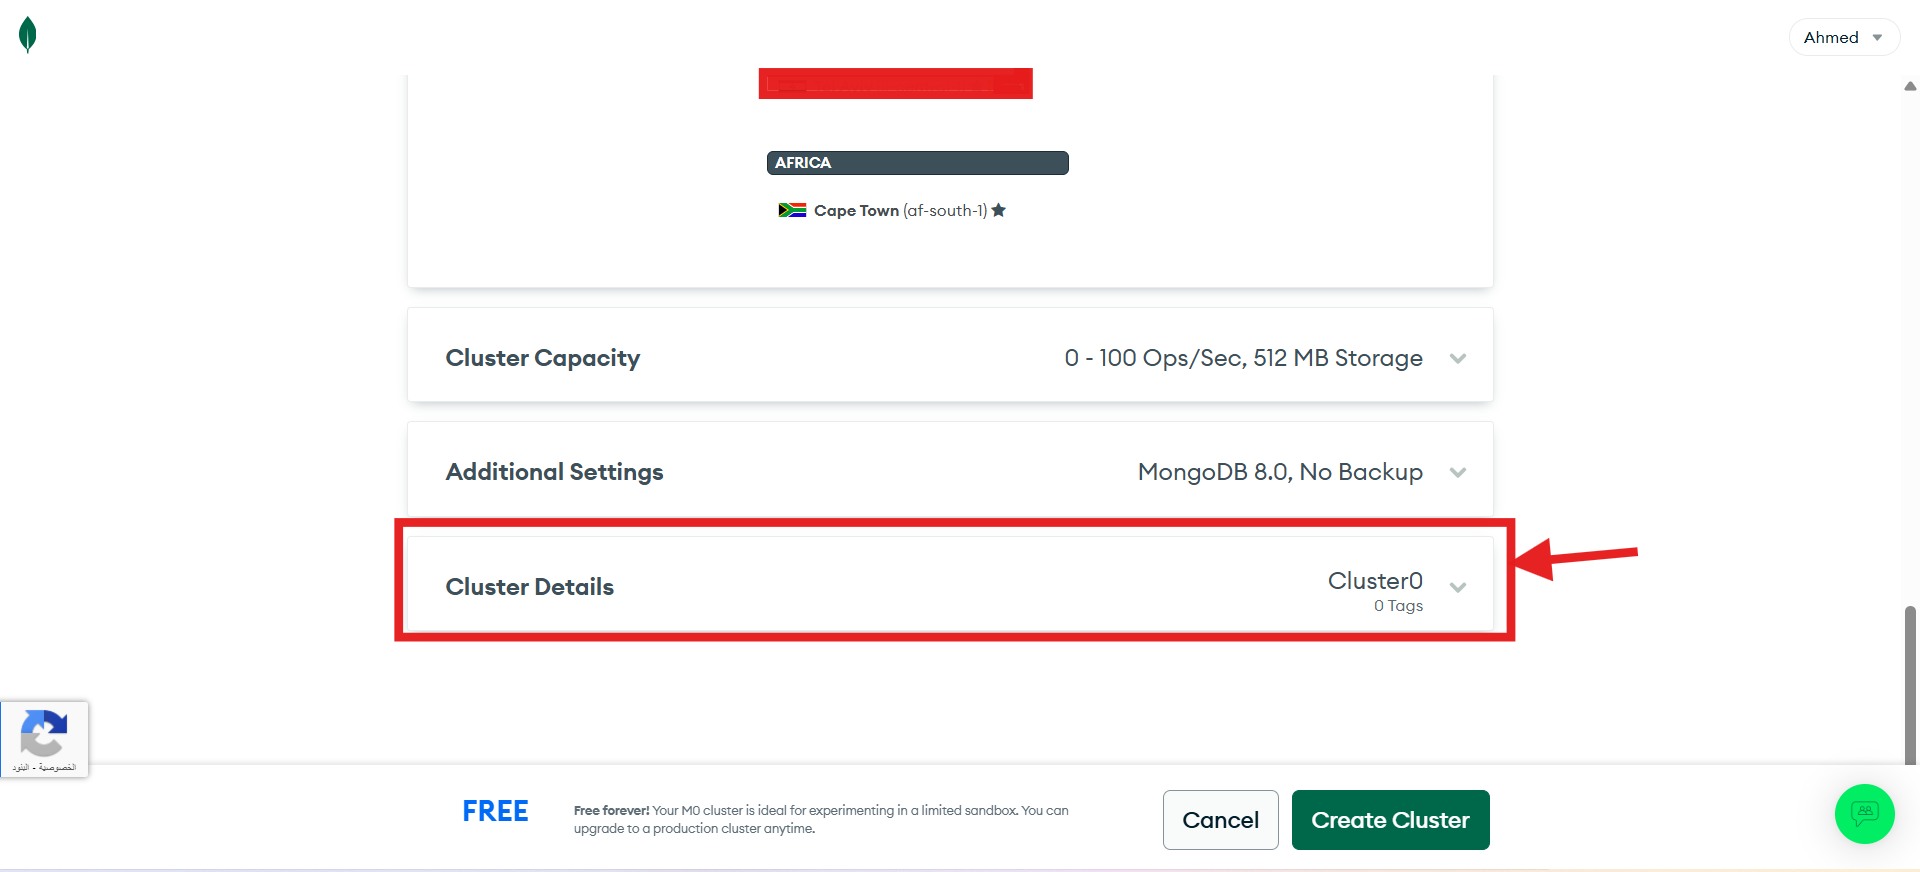 Ahmed
AFRICA
Cape Town (af-south-1)
Cluster Capacity
0 - 100 Ops/Sec, 512 MB Storage
Additional Settings
MongoDB 8.0, No Backup
Cluster Details
Cluster0
0 Tags
الخصوصية - البنود
FREE
Free forever! Your M0 cluster is ideal for experimenting in a limited sandbox. You can
upgrade to a production cluster anytime.
Cancel
Create Cluster